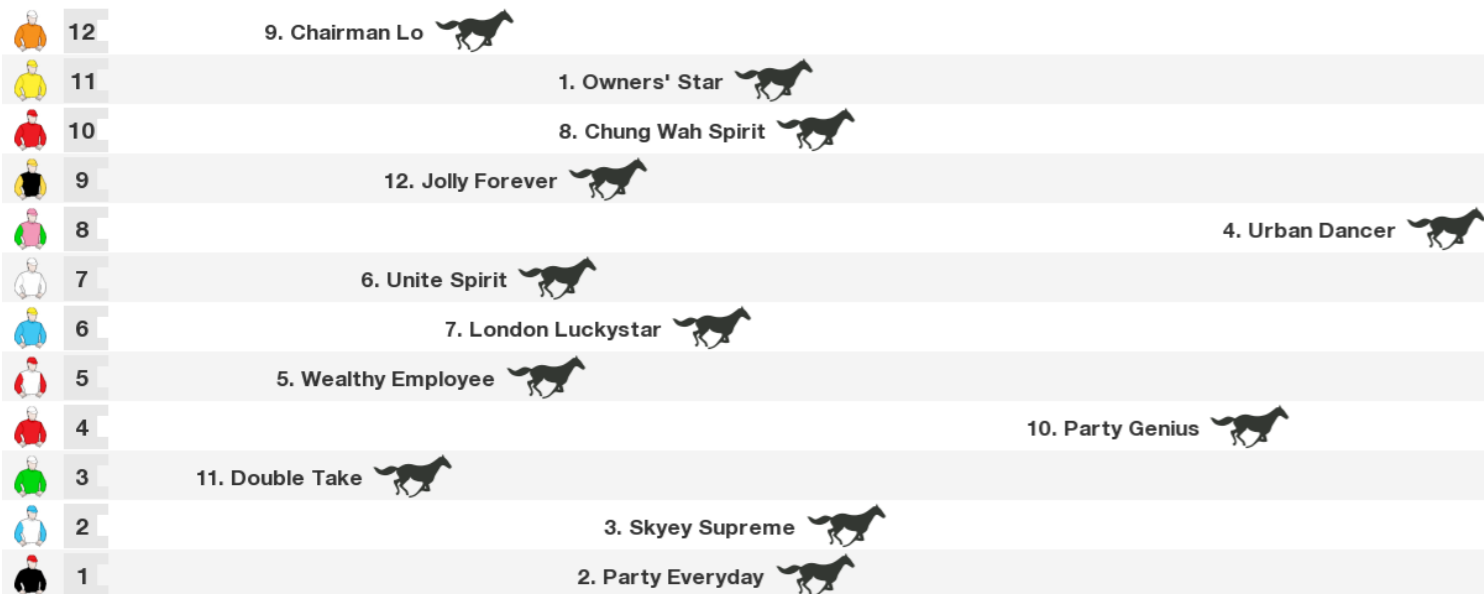 12 9. Chairman Lo
11 1. Owners' Star
10 8. Chung Wah Spirit
9 12. Jolly Forever
8 4. Urban Dancer
7 6. Unite Spirit
6 7. London Luckystar
5 5. Wealthy Employee
4 10. Party Genius
3 11. Double Take
2 3. Skyey Supreme
1 2. Party Everyday